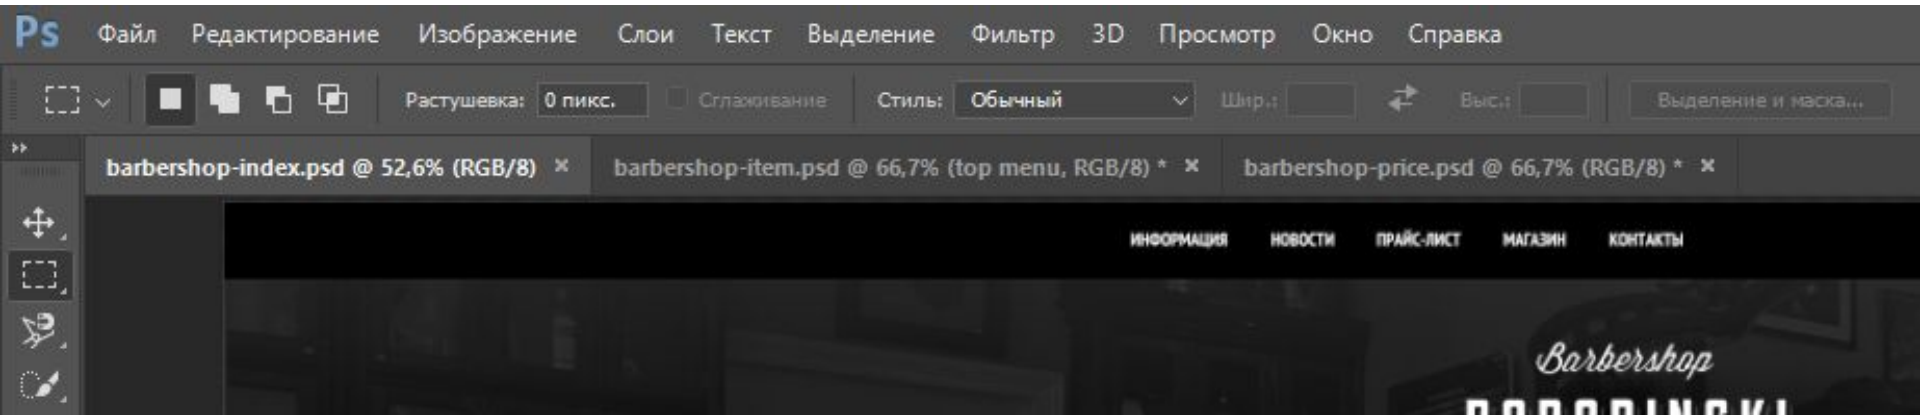 Ps Файл Редактирование Изображение Слои Текст Выделение Фильтр 3D Просмотр Окно Справка
Растушевка: 0 пикс. Сглаживание Стиль: Обычный Шир.: Выс.: Выделение и маска...
barbershop-index.psd @ 52,6% (RGB/8) × barbershop-item.psd @ 66,7% (top menu, RGB/8) * × barbershop-price.psd @ 66,7% (RGB/8) * ×
ИНФОРМАЦИЯ НОВОСТИ ПРАЙС-ЛИСТ МАГАЗИН КОНТАКТЫ
Barbershop